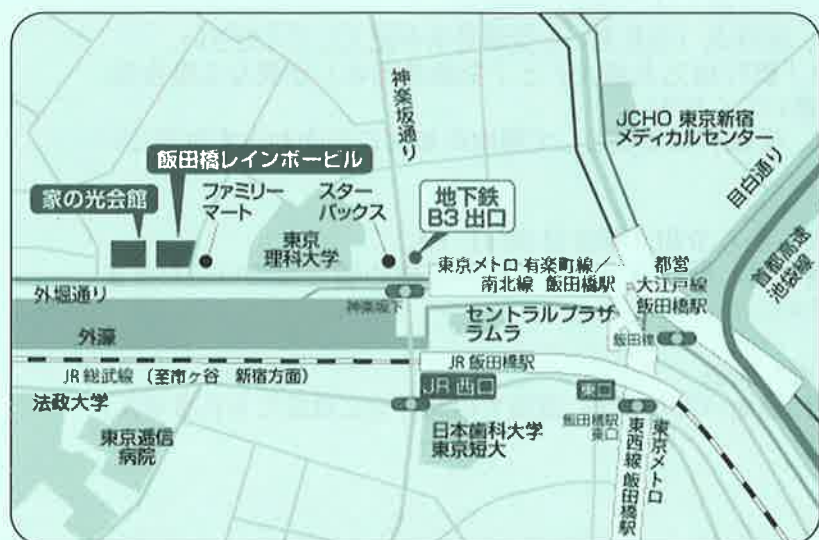 神楽坂通り
JCHO 東京新宿
メディカルセンター
目白通り
首都高速
池袋線
飯田橋レインボービル
家の光会館
ファミリー
マート
スター
バックス
地下鉄
B3 出口
東京
理科大学
東京メトロ 有楽町線/
南北線 飯田橋駅
都営
大江戸線
飯田橋駅
外堀通り
神楽坂下
セントラルプラザ
ラムラ
飯田橋
外濠
JR 飯田橋駅
JR 総武線 (至市ヶ谷 新宿方面)
JR 西口
東口
法政大学
東京逓信
病院
日本歯科大学
東京短大
飯田橋駅
東口
東京メトロ
東西線 飯田橋駅